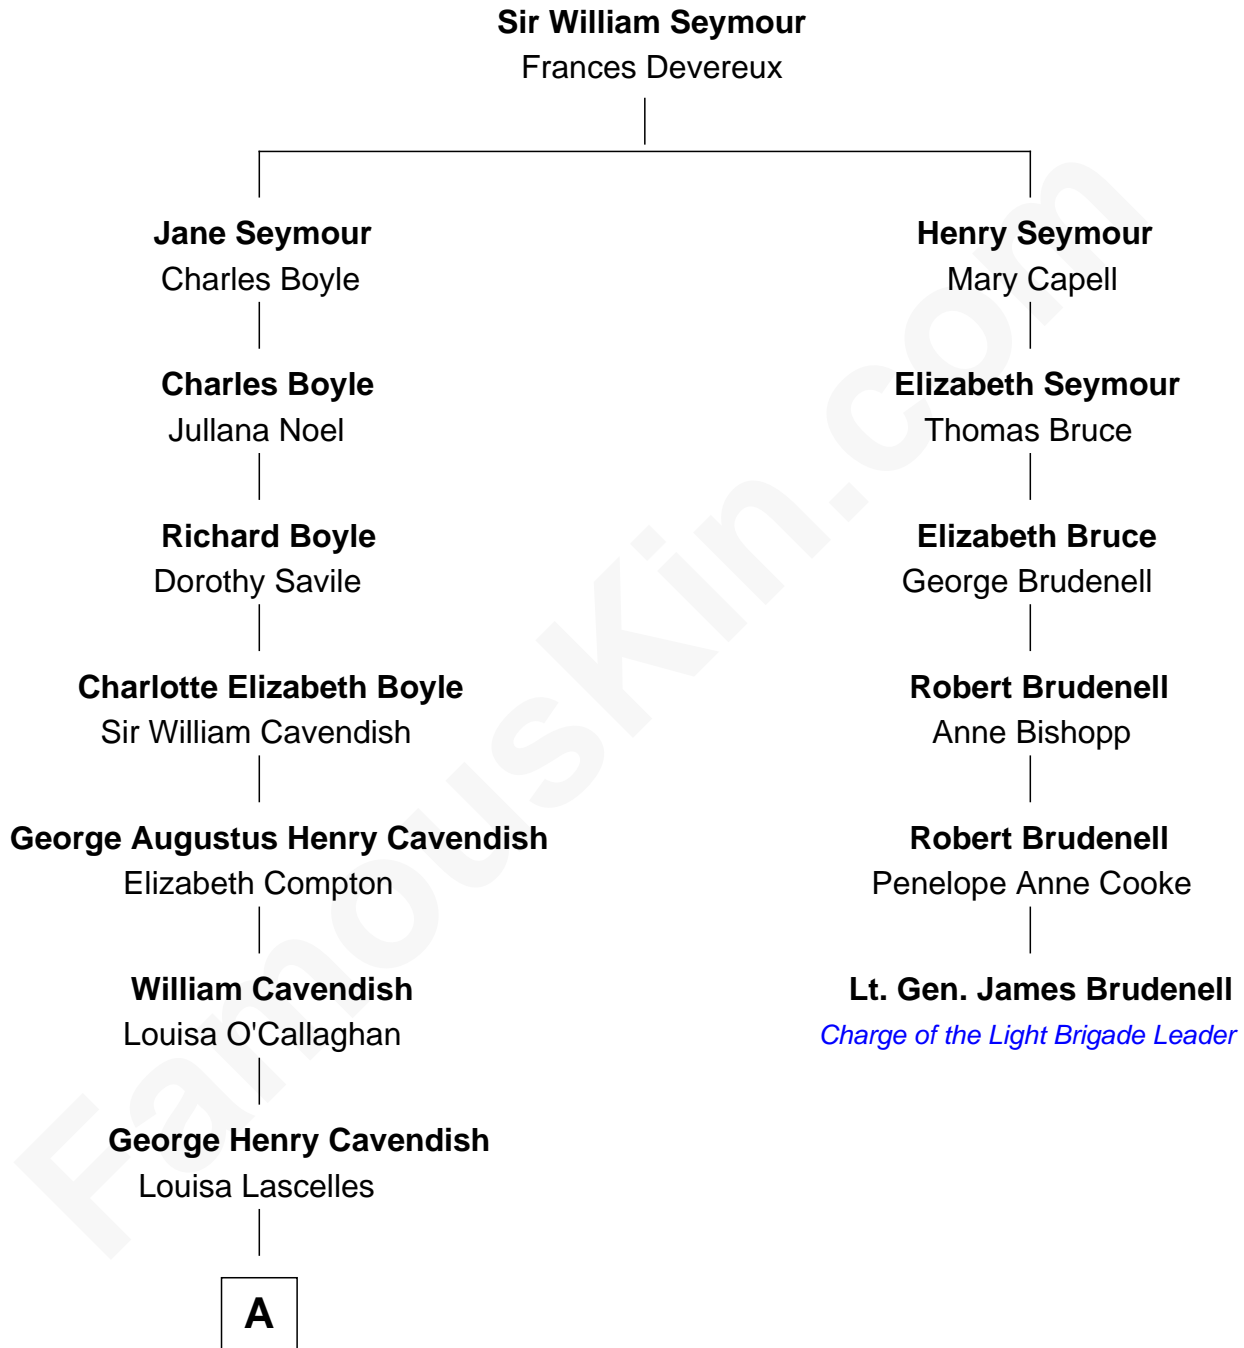 Sir William Seymour
Frances Devereux
Jane Seymour
Charles Boyle
Henry Seymour
Mary Capell
Charles Boyle
Jullana Noel
Elizabeth Seymour
Thomas Bruce
Richard Boyle
Dorothy Savile
Elizabeth Bruce
George Brudenell
Charlotte Elizabeth Boyle
Sir William Cavendish
Robert Brudenell
Anne Bishopp
George Augustus Henry Cavendish
Elizabeth Compton
Robert Brudenell
Penelope Anne Cooke
William Cavendish
Louisa O'Callaghan
Lt. Gen. James Brudenell
Charge of the Light Brigade Leader
George Henry Cavendish
Louisa Lascelles
A
FamousKin.com